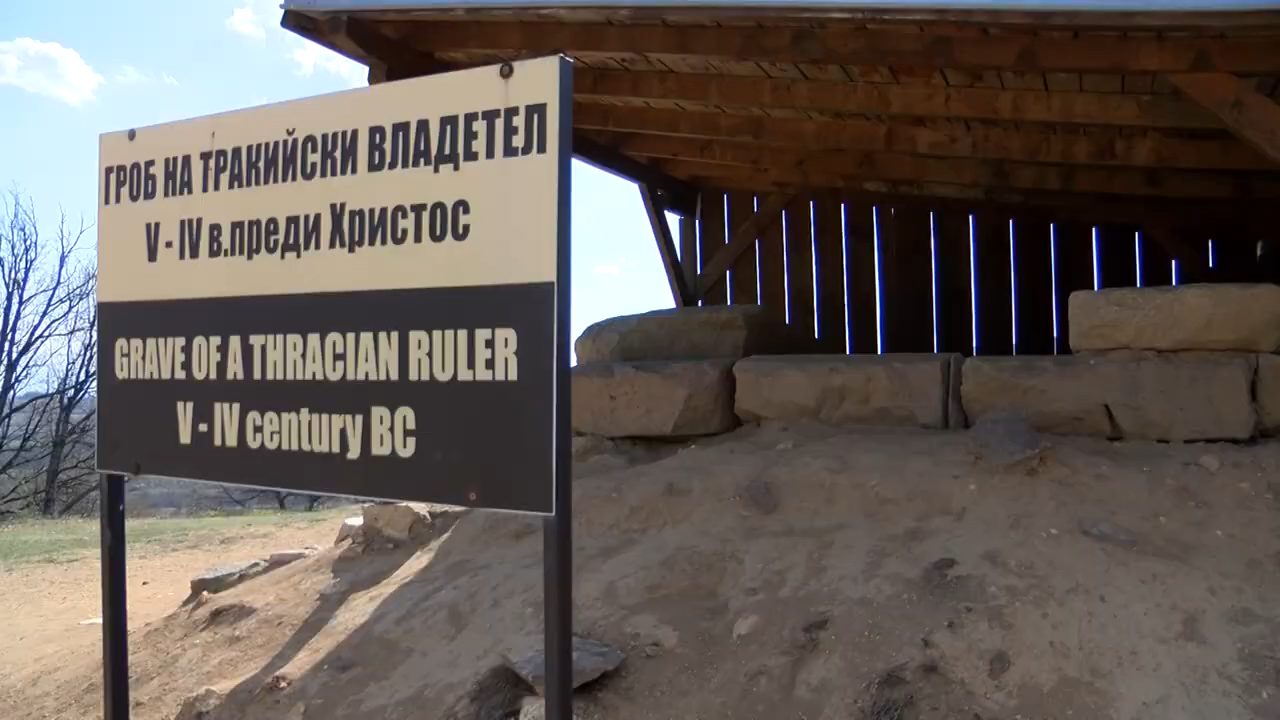 ГРОБ НА ТРАКИЙСКИ ВЛАДЕТЕЛ
V - IV в.преди Христос
GRAVE OF A THRACIAN RULER
V - IV century BC